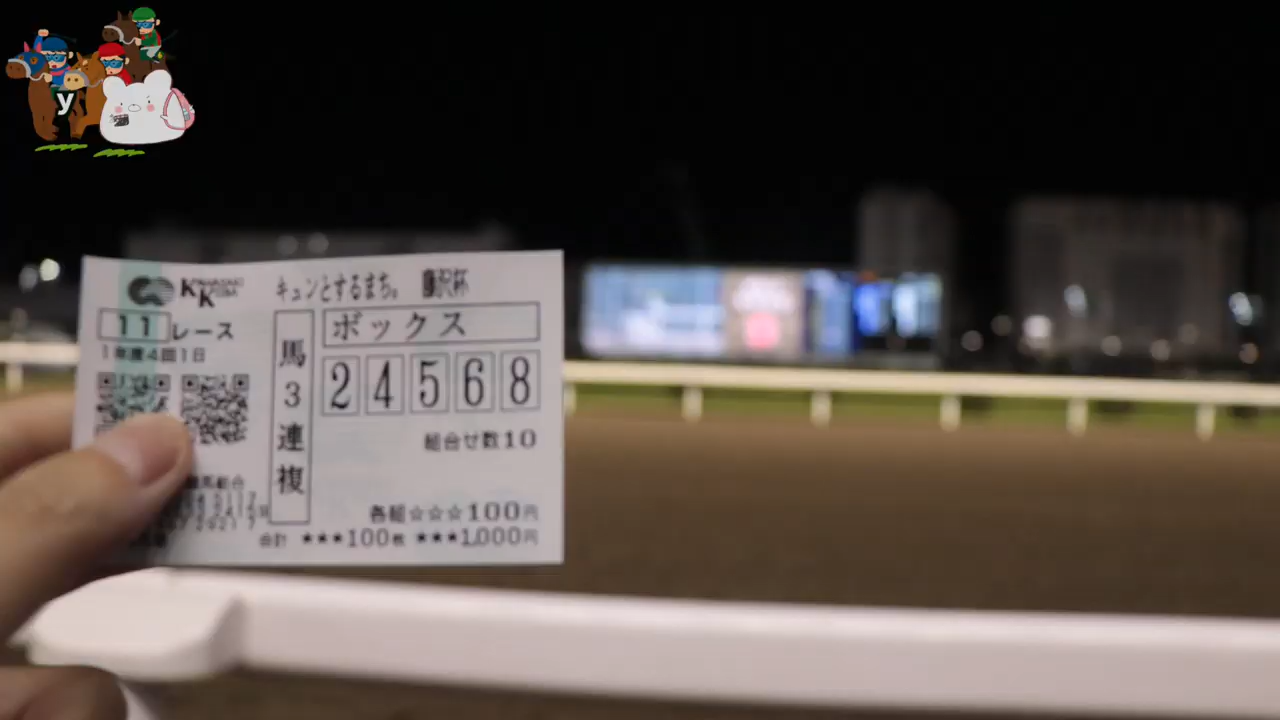 y
KK
キュンとするまち。 藤沢杯
11レース
1年度4回1日
馬3連複
ボックス
2 4 5 6 8
組合せ数10
各組☆☆☆100円
合計 ★★★100枚 ★★★1,000円